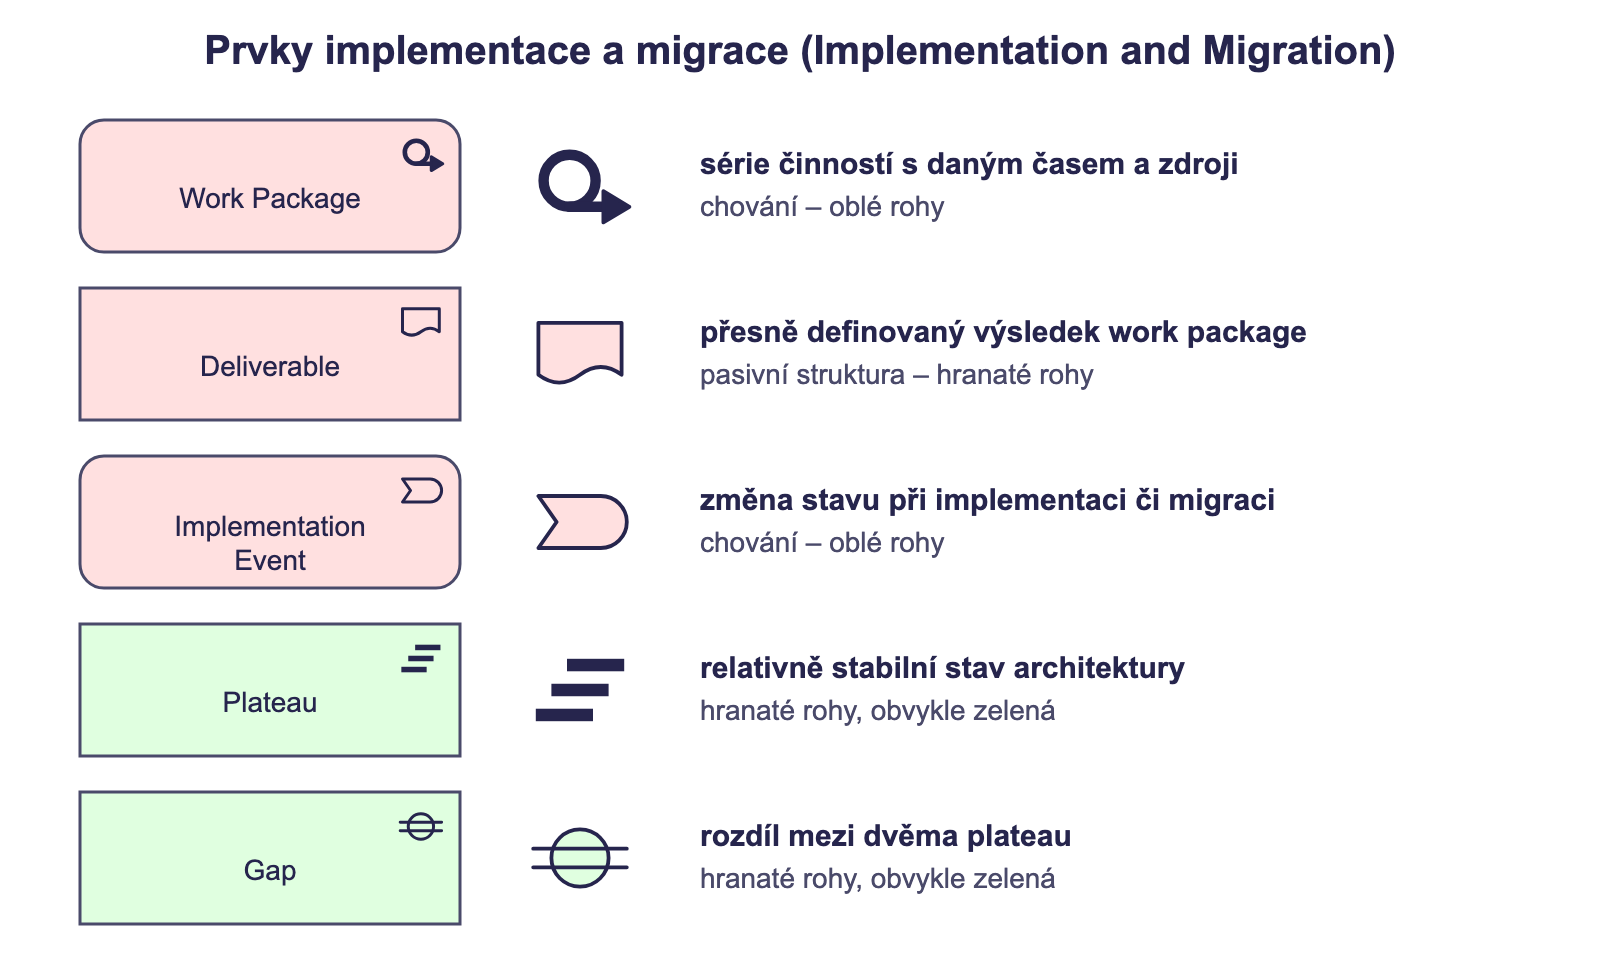 Prvky implementace a migrace (Implementation and Migration)
Work Package
série činností s daným časem a zdroji
chování – oblé rohy
Deliverable
přesně definovaný výsledek work package
pasivní struktura – hranaté rohy
Implementation
Event
změna stavu při implementaci či migraci
chování – oblé rohy
Plateau
relativně stabilní stav architektury
hranaté rohy, obvykle zelená
Gap
rozdíl mezi dvěma plateau
hranaté rohy, obvykle zelená